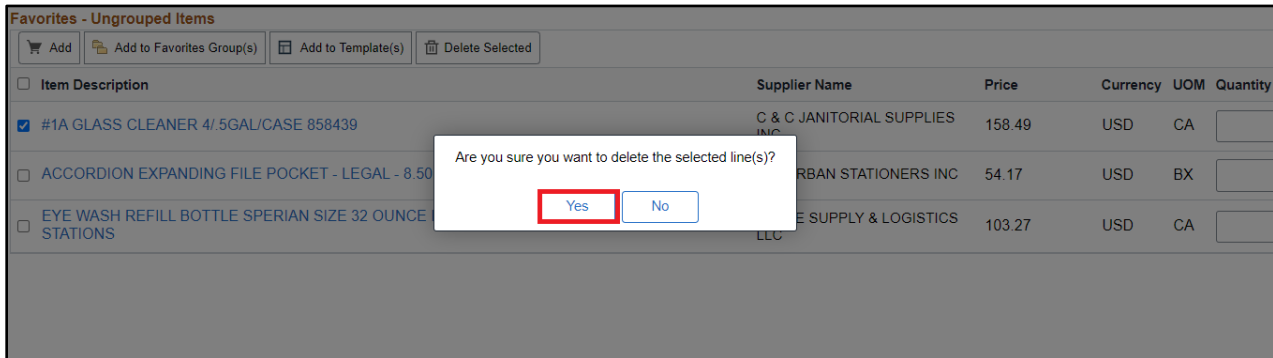 Favorites - Ungrouped Items
Add Add to Favorites Group(s) Add to Template(s) Delete Selected
Item Description Supplier Name Price Currency UOM Quantity
#1A GLASS CLEANER 4/.5GAL/CASE 858439 C & C JANITORIAL SUPPLIES 158.49 USD CA
INC
Are you sure you want to delete the selected line(s)?
ACCORDION EXPANDING FILE POCKET - LEGAL - 8.50 STATIONERS INC 54.17 USD BX
Yes No
EYE WASH REFILL BOTTLE SPERIAN SIZE 32 OUNCE SUPPLY & LOGISTICS 103.27 USD CA
STATIONS LLC